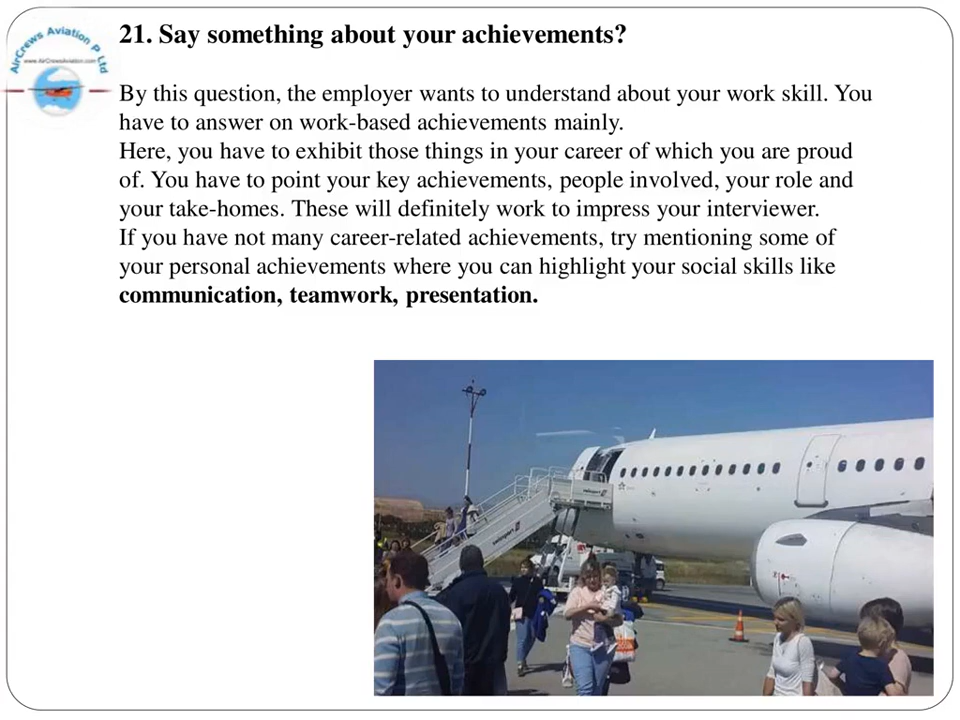 AirCrews Aviation P Ltd
www.AirCrewsAviation.com
21. Say something about your achievements?
By this question, the employer wants to understand about your work skill. You
have to answer on work-based achievements mainly.
Here, you have to exhibit those things in your career of which you are proud
of. You have to point your key achievements, people involved, your role and
your take-homes. These will definitely work to impress your interviewer.
If you have not many career-related achievements, try mentioning some of
your personal achievements where you can highlight your social skills like
communication, teamwork, presentation.